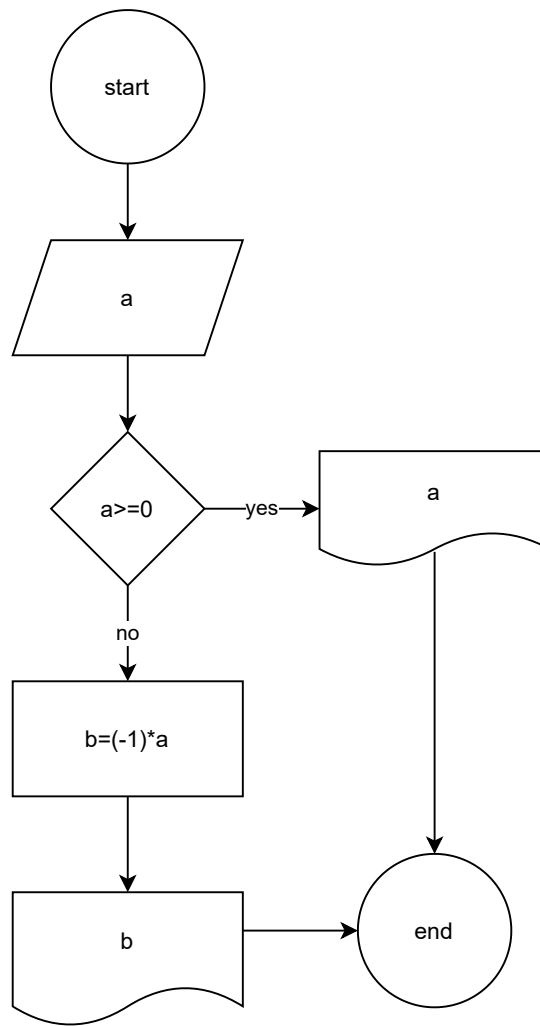 start
a
a>=0
yes
a
no
b=(-1)*a
b
end